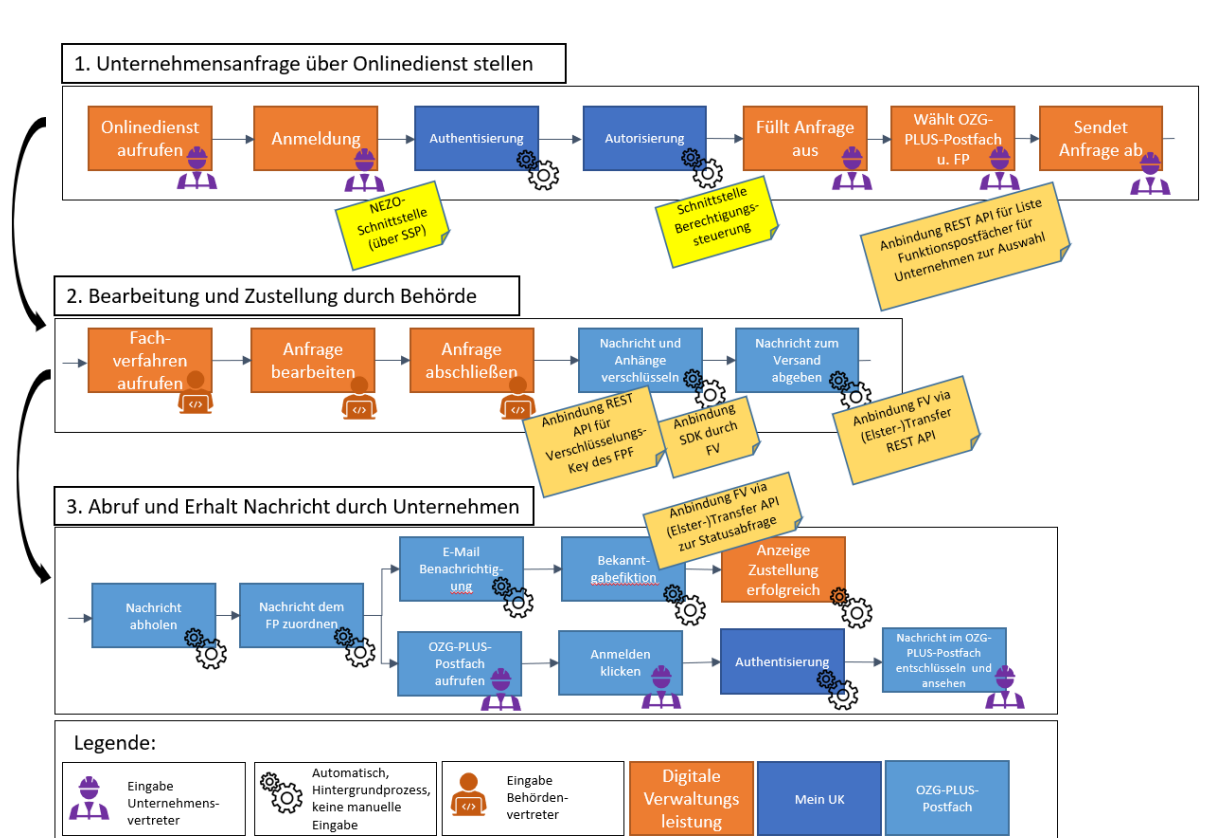 1. Unternehmensanfrage über Onlinedienst stellen
Onlinedienst
aufrufen
Anmeldung
Authentisierung
Autorisierung
Füllt Anfrage
aus
Wählt OZG-
PLUS-Postfach
u. FP
Sendet
Anfrage ab
NEZO-
Schnittstelle
(über SSP)
Schnittstelle
Berechtigungs-
steuerung
Anbindung REST API für Liste
Funktionspostfächer für
Unternehmen zur Auswahl
2. Bearbeitung und Zustellung durch Behörde
Fach-
verfahren
aufrufen
Anfrage
bearbeiten
Anfrage
abschließen
Nachricht und
Anhänge
verschlüsseln
Nachricht zum
Versand
abgeben
Anbindung REST
API für
Verschlüsselungs-
Key des FPF
Anbindung
SDK durch
FV
Anbindung FV via
(Elster-)Transfer
REST API
3. Abruf und Erhalt Nachricht durch Unternehmen
Anbindung FV via
(Elster-)Transfer API
zur Statusabfrage
Nachricht
abholen
Nachricht dem
FP zuordnen
E-Mail
Benachrichtig-
ung
Bekannt-
gabefiktion
Anzeige
Zustellung
erfolgreich
OZG-PLUS-
Postfach
aufrufen
Anmelden
klicken
Authentisierung
Nachricht im OZG-
PLUS-Postfach
entschlüsseln und
ansehen
Legende:
Eingabe
Unternehmens-
vertreter
Automatisch,
Hintergrundprozess,
keine manuelle
Eingabe
Eingabe
Behörden-
vertreter
Digitale
Verwaltungs
leistung
Mein UK
OZG-PLUS-
Postfach